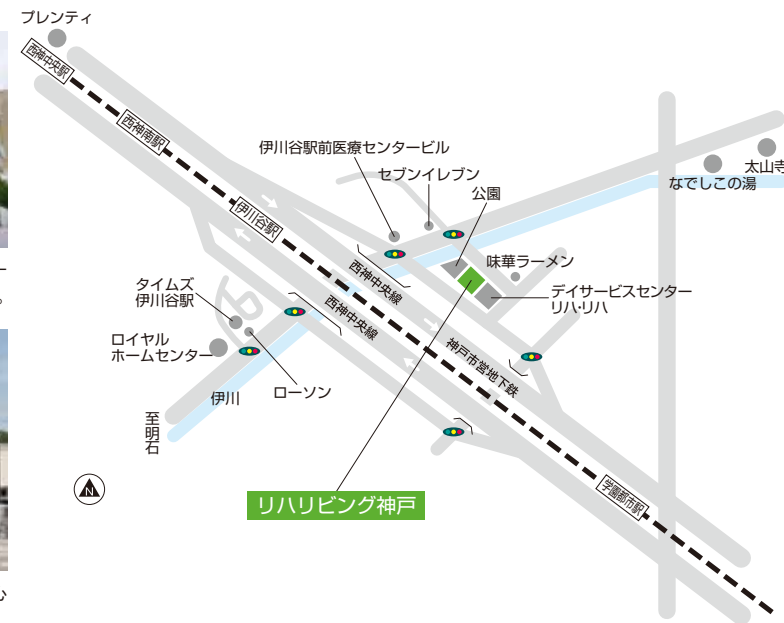 プレンティ
西神中央駅
西神南駅
伊川谷駅前医療センタービル
セブンイレブン
公園
太山寺
なでしこの湯
伊川谷駅
味華ラーメン
西神中央線
タイムズ
伊川谷駅
デイサービスセンター
リハ・リハ
西神中央線
ロイヤル
ホームセンター
神戸市営地下鉄
ローソン
伊川
至明石
N
学園都市駅
リハリビング神戸